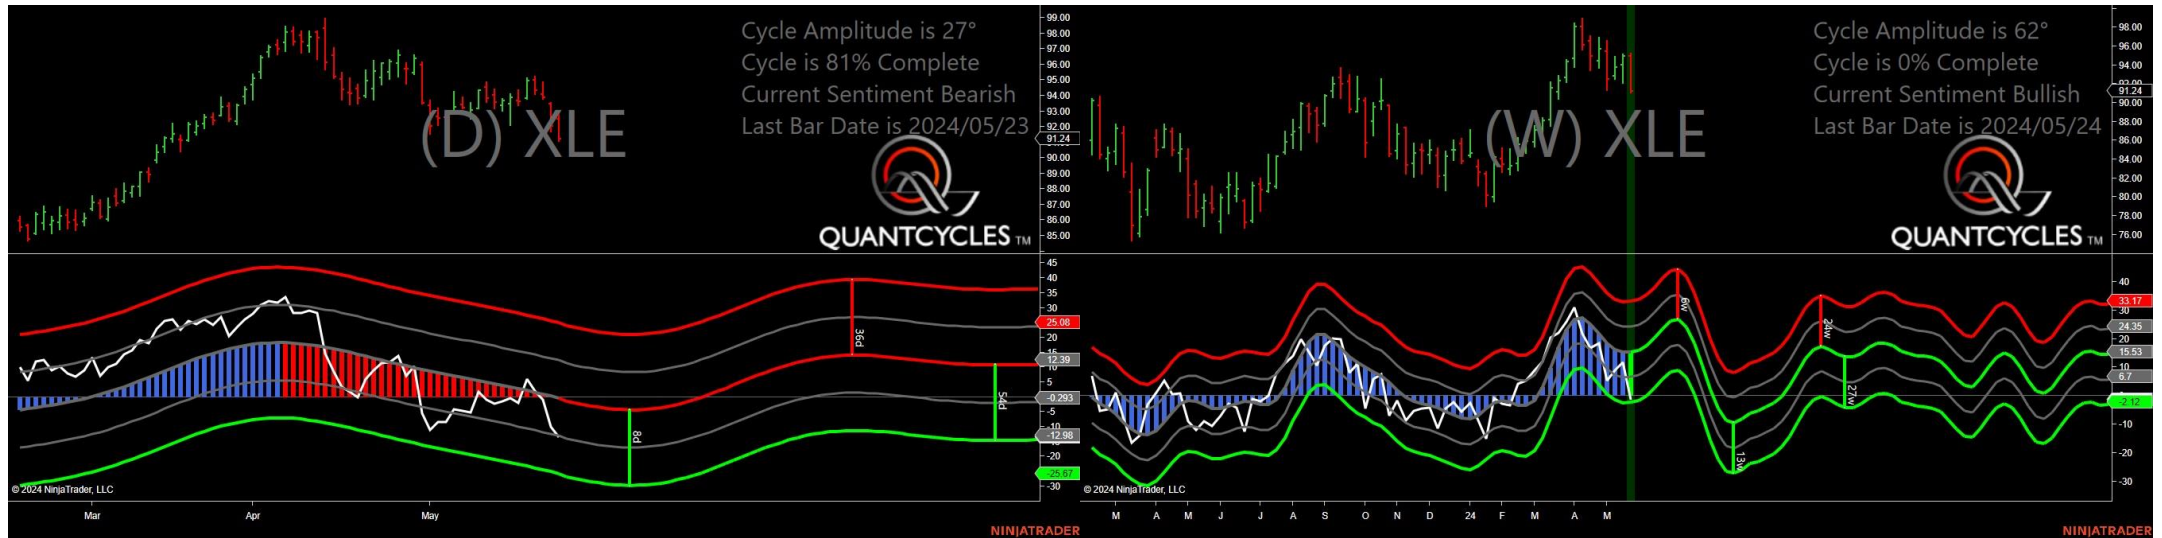 Cycle Amplitude is 27°
Cycle is 81% Complete
Current Sentiment Bearish
Last Bar Date is 2024/05/23
(D) XLE
QUANTCYCLES TM
99.00
98.00
97.00
96.00
95.00
94.00
93.00
92.00
91.24
90.00
89.00
88.00
87.00
86.00
85.00
45
40
35
30
25.08
20
15
12.39
10
5
-0.293
-5
-10
-12.98
-15
-20
-25.67
-30
36d
54d
8d
© 2024 NinjaTrader, LLC
Mar Apr May
NINJATRADER
Cycle Amplitude is 62°
Cycle is 0% Complete
Current Sentiment Bullish
Last Bar Date is 2024/05/24
(W) XLE
QUANTCYCLES TM
98.00
96.00
94.00
91.24
90.00
88.00
86.00
84.00
82.00
80.00
78.00
76.00
40
33.17
30
24.35
20
15.53
10
6.7
-2.12
-10
-20
-30
6w
24w
27w
13w
© 2024 NinjaTrader, LLC
M A M J J A S O N D 24 F M A M
NINJATRADER